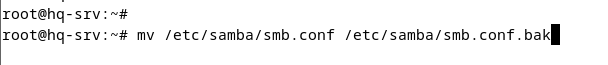 root@hq-srv:~#
root@hq-srv:~# mv /etc/samba/smb.conf /etc/samba/smb.conf.bak